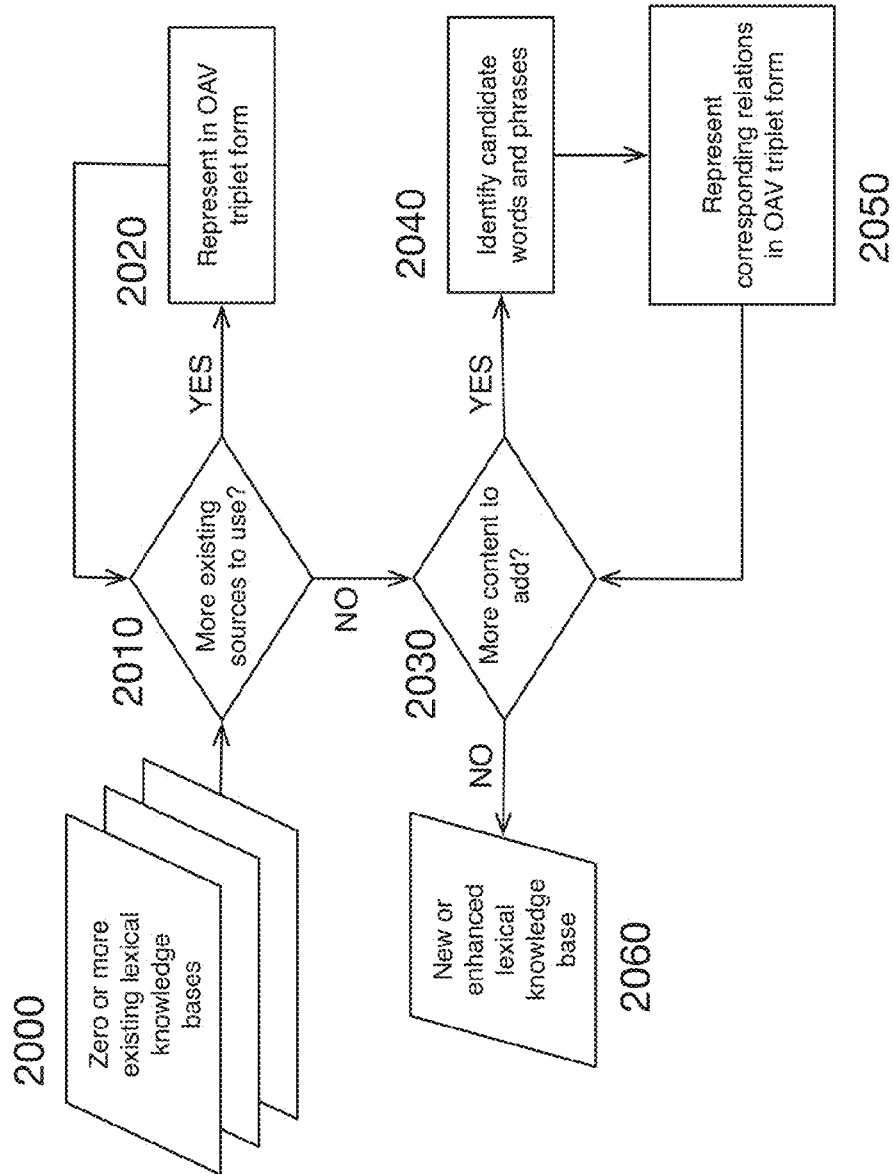 2000
Zero or more
existing lexical
knowledge
bases
2010
More existing
sources to use?
YES
2020
Represent in OAV
triplet form
NO
2030
More content to
add?
YES
2040
Identify candidate
words and phrases
Represent
corresponding relations
in OAV triplet form
2050
NO
New or
enhanced
lexical
knowledge
base
2060